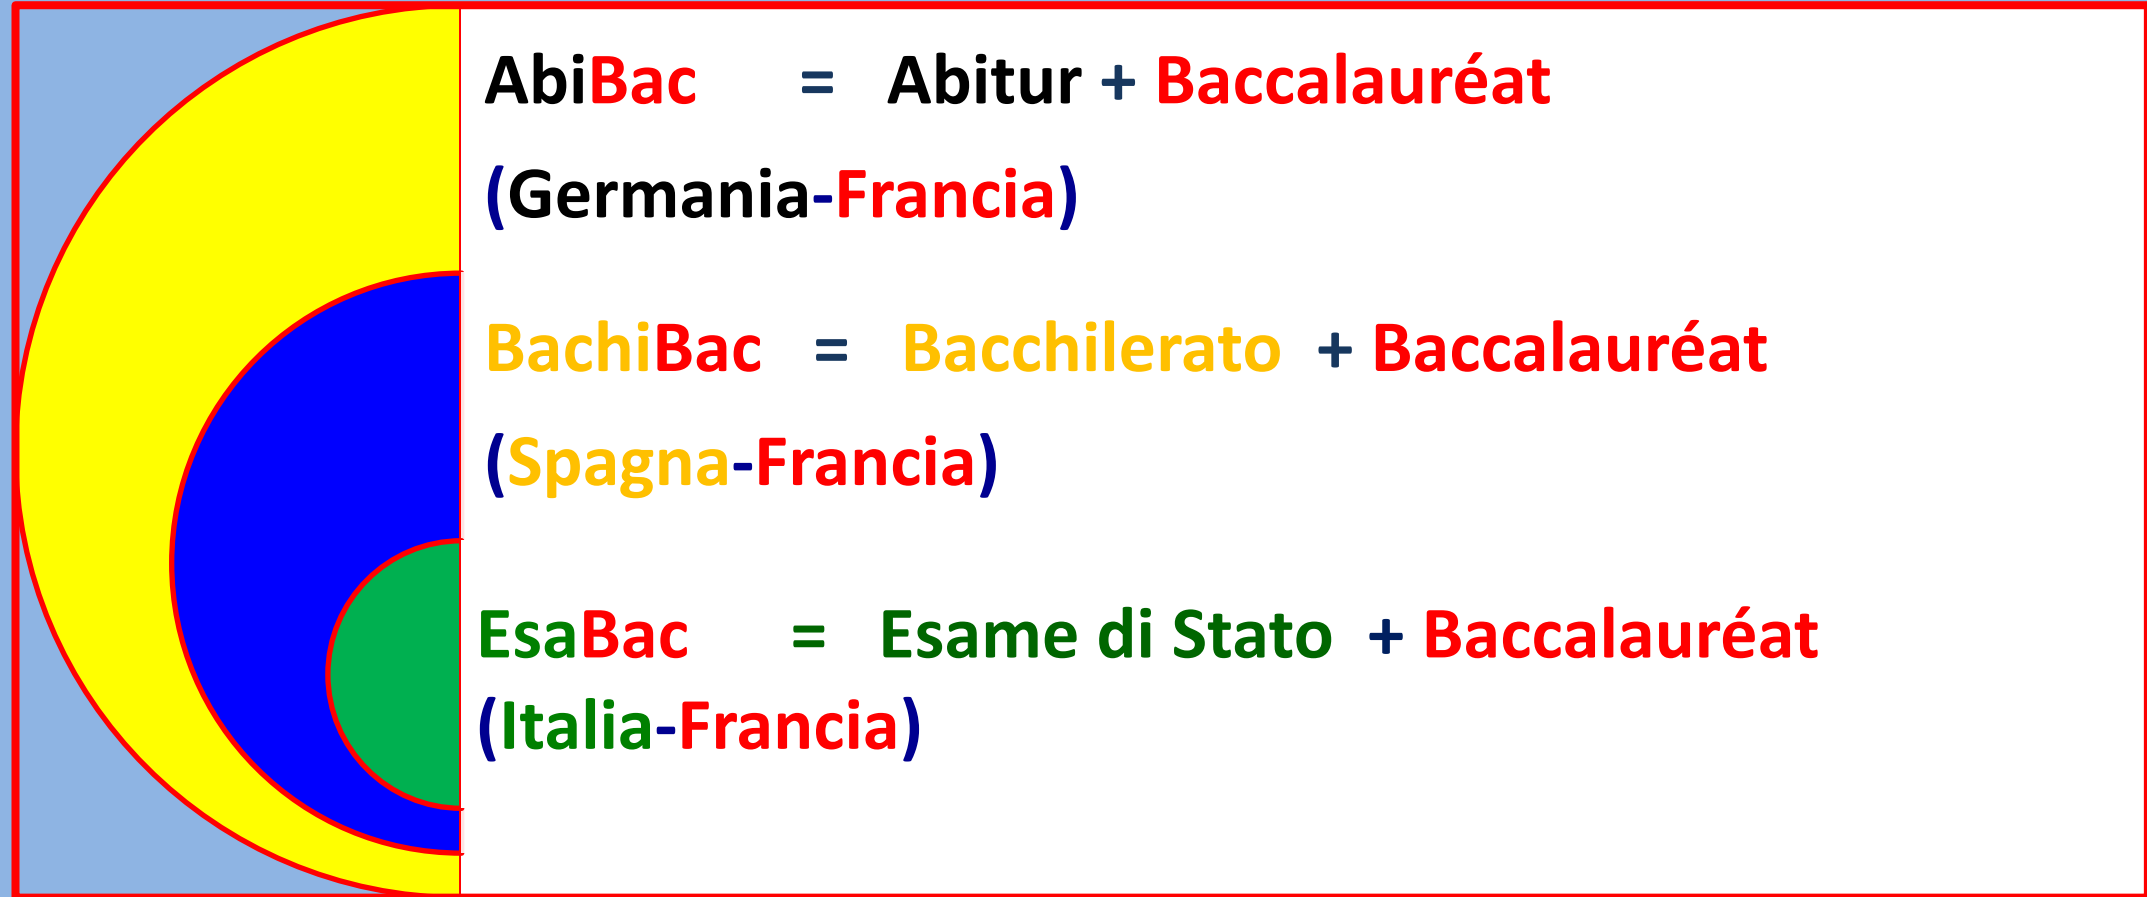 AbiBac = Abitur + Baccalauréat
(Germania-Francia)
BachiBac = Bacchilerato + Baccalauréat
(Spagna-Francia)
EsaBac = Esame di Stato + Baccalauréat
(Italia-Francia)